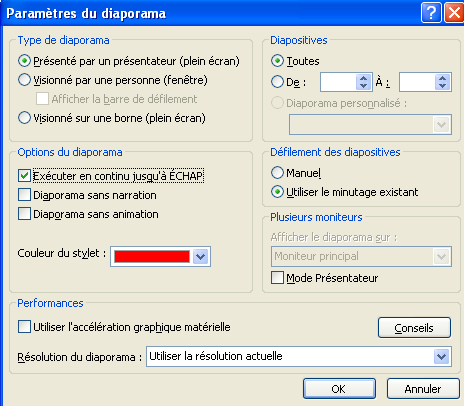 Paramètres du diaporama
Type de diaporama
Présenté par un présentateur (plein écran)
Visionné par une personne (fenêtre)
Afficher la barre de défilement
Visionné sur une borne (plein écran)
Diapositives
Toutes
De : À :
Diaporama personnalisé :
Options du diaporama
Exécuter en continu jusqu'à ÉCHAP
Diaporama sans narration
Diaporama sans animation
Couleur du stylet :
Défilement des diapositives
Manuel
Utiliser le minutage existant
Plusieurs moniteurs
Afficher le diaporama sur :
Moniteur principal
Mode Présentateur
Performances
Utiliser l'accélération graphique matérielle
Conseils
Résolution du diaporama : Utiliser la résolution actuelle
OK Annuler